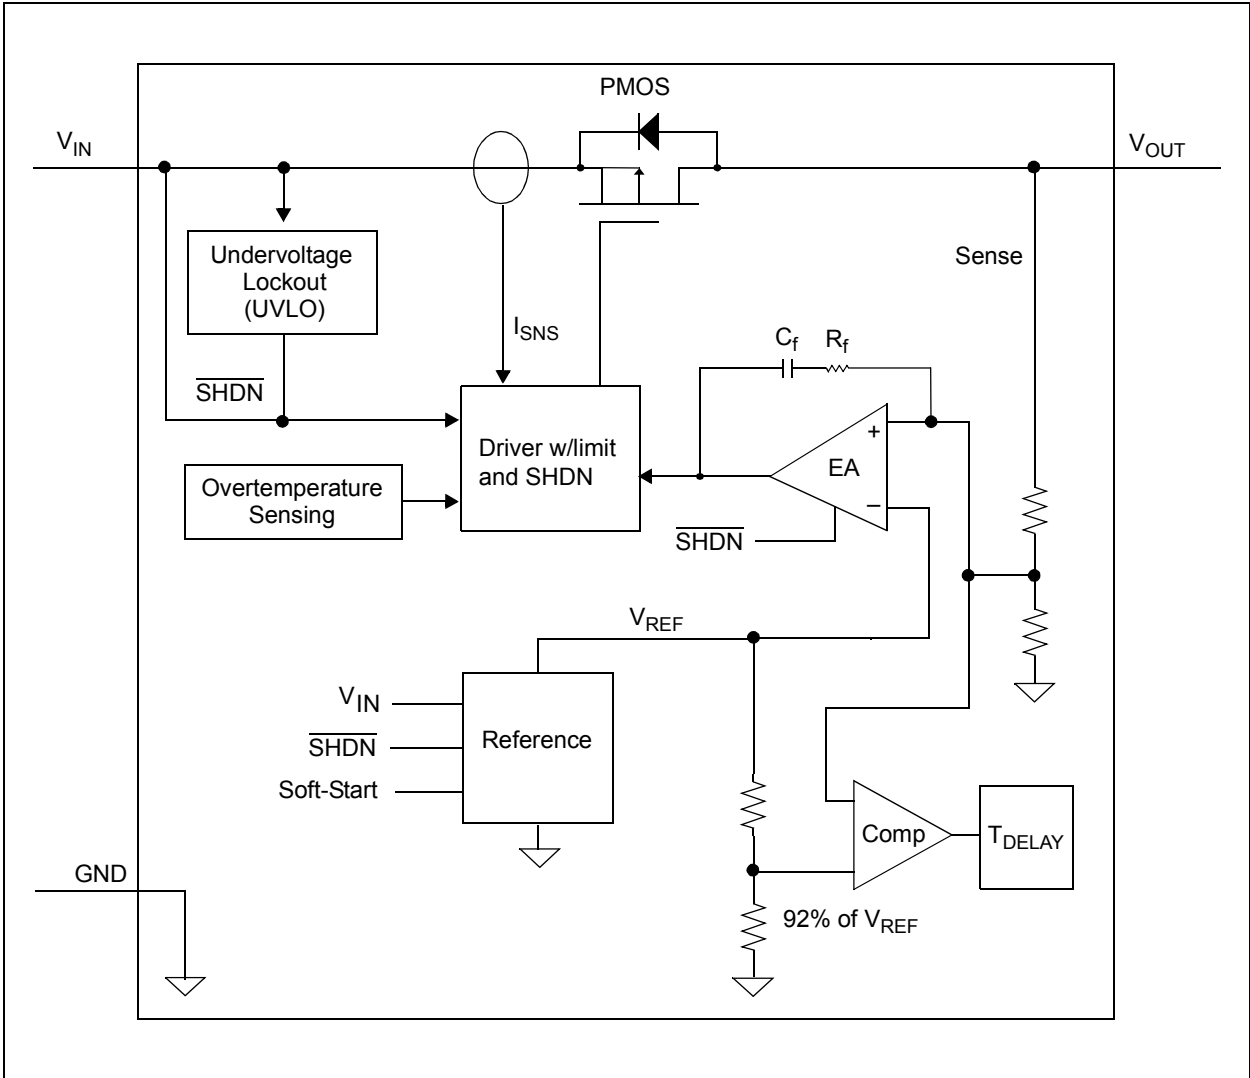 PMOS
V_IN
V_OUT
Undervoltage
Lockout
(UVLO)
Sense
I_SNS
C_f
R_f
SHDN
Driver w/limit
and SHDN
+
EA
−
Overtemperature
Sensing
SHDN
V_REF
V_IN
SHDN
Soft-Start
Reference
Comp
T_DELAY
GND
92% of V_REF